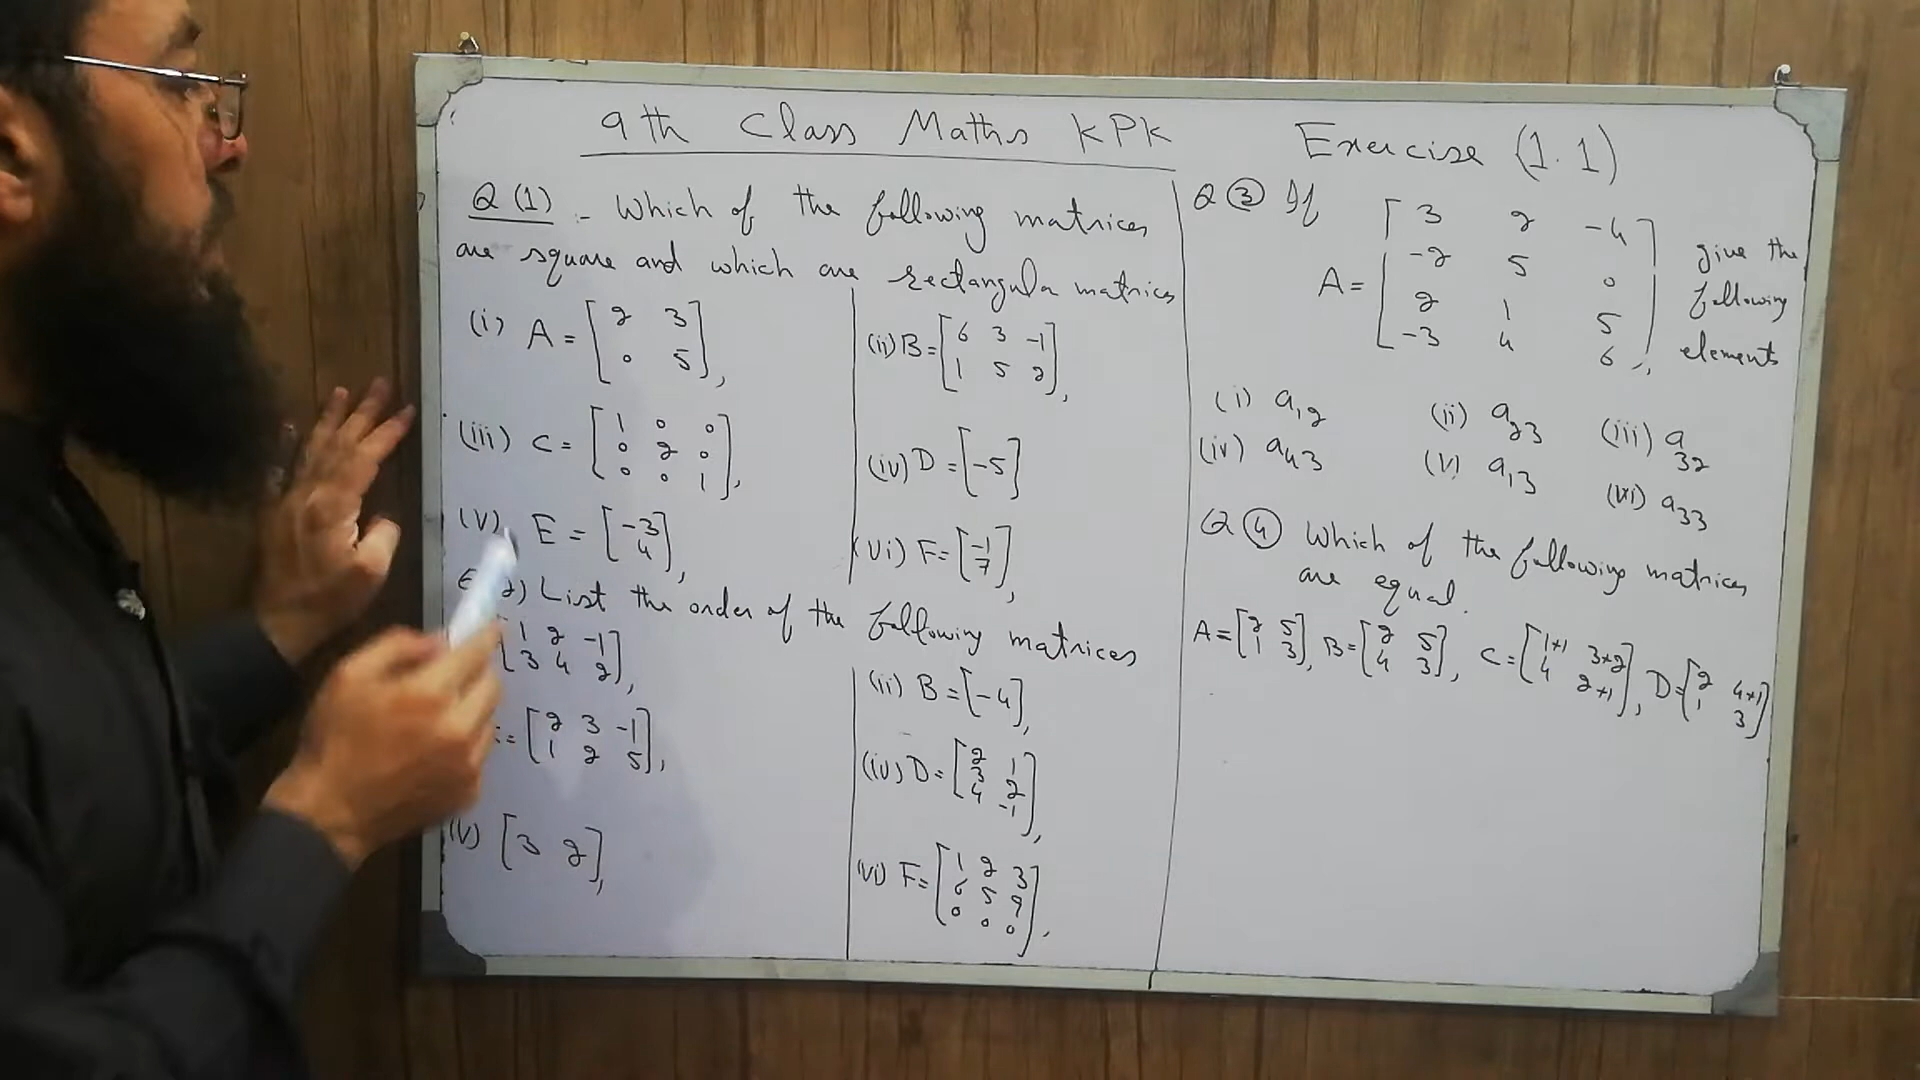 9th Class Maths KPK
Exercise (1.1)
Q(1) :- Which of the following matrices
are square and which are rectangular matrices
(i) A = [2 3
0 5],
(ii) B = [6 3 -1
1 5 2],
(iii) C = [1 0 0
0 2 0
0 0 1],
(iv) D = [-5]
(v) E = [-3
4],
(vi) F = [-1
7],
2) List the order of the following matrices
[1 2 -1
3 4 2],
(ii) B = [-4],
= [2 3 -1
1 2 5],
(iv) D = [2 1
3 2
4 -1],
(v) [3 2],
(vi) F = [1 2 3
6 5 9
0 0 0],
Q (3) If
A = [3 2 -4
-2 5 0
2 1 5
-3 4 6],
give the
following
elements
(i) a12 (ii) a23 (iii) a32
(iv) a43 (v) a13 (vi) a33
Q (4) Which of the following matrices
are equal.
A = [2 5
1 3],
B = [2 5
4 3],
C = [1+1 3+2
4 2+1],
D = [2 4+1
1 3]